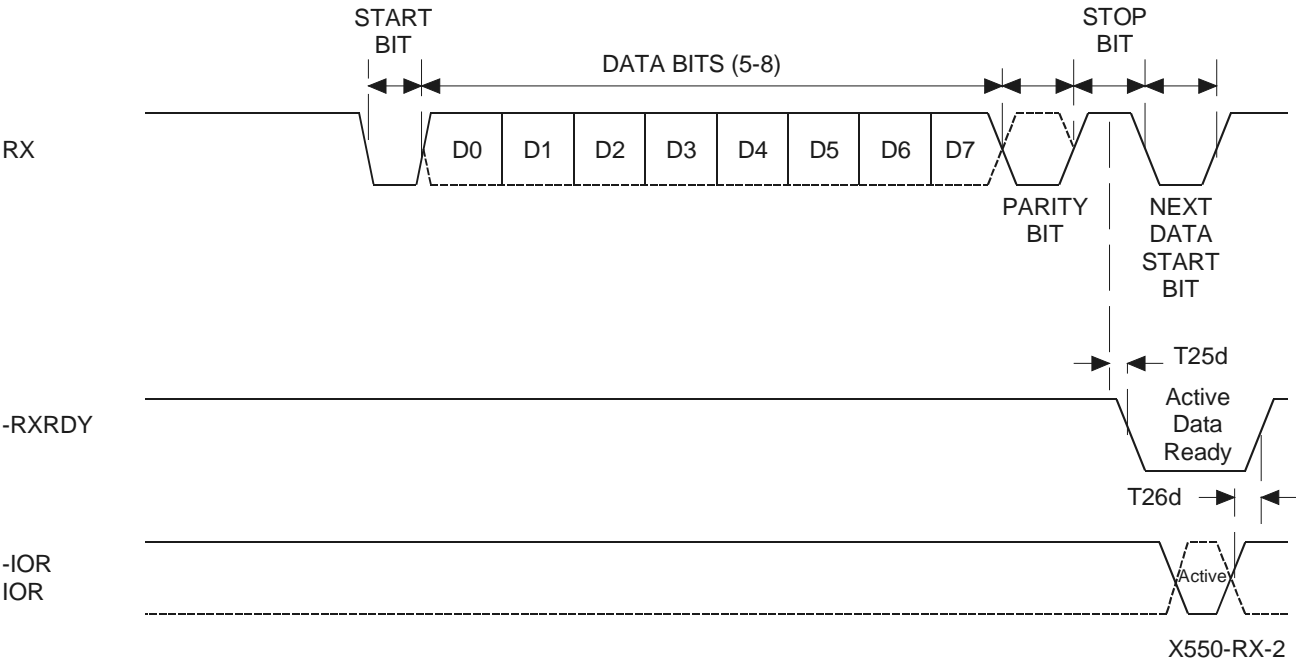 START
BIT
STOP
BIT
DATA BITS (5-8)
RX
D0 D1 D2 D3 D4 D5 D6 D7
PARITY
BIT
NEXT
DATA
START
BIT
T25d
-RXRDY
Active
Data
Ready
T26d
-IOR
IOR
Active
X550-RX-2